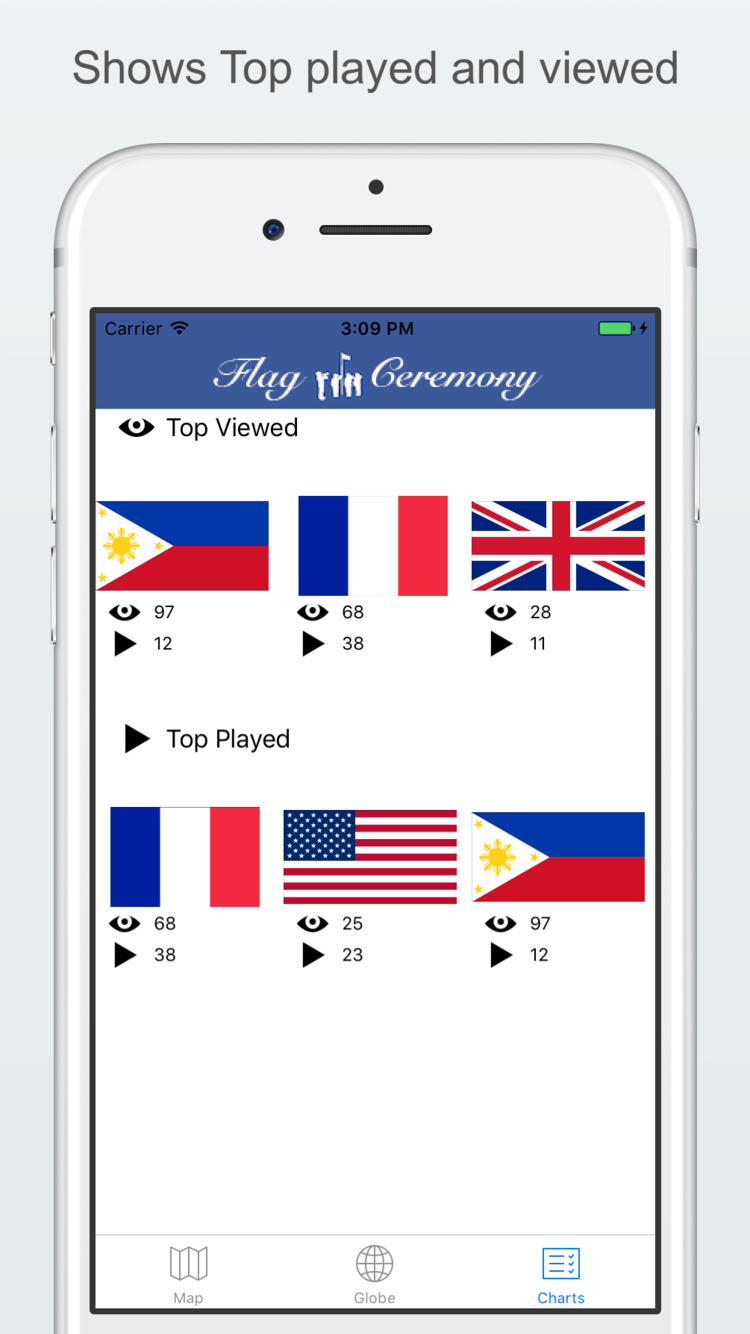 Shows Top played and viewed
Carrier 3:09 PM
Flag Ceremony
Top Viewed
97 68 28
12 38 11
Top Played
68 25 97
38 23 12
Map Globe Charts